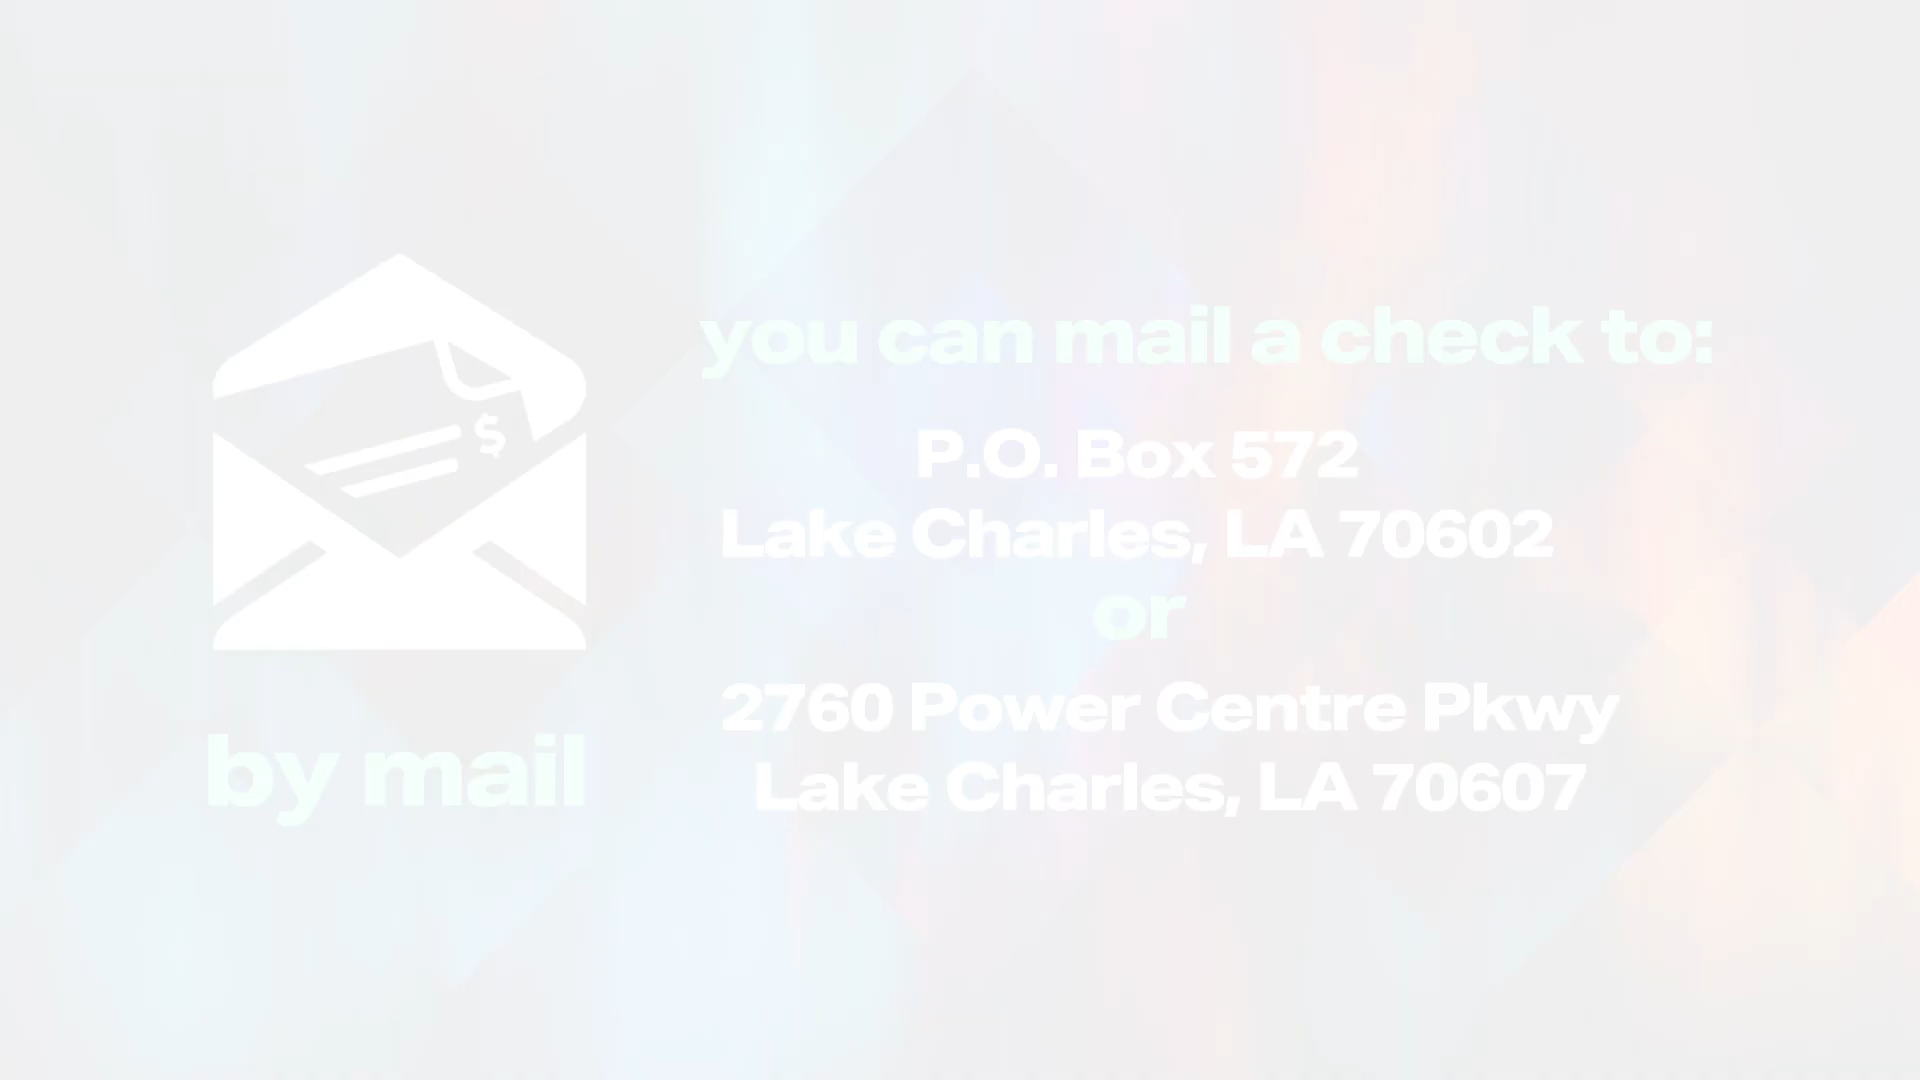 you can mail a check to:
P.O. Box 572
Lake Charles, LA 70602
or
2760 Power Centre Pkwy
Lake Charles, LA 70607
$
by mail